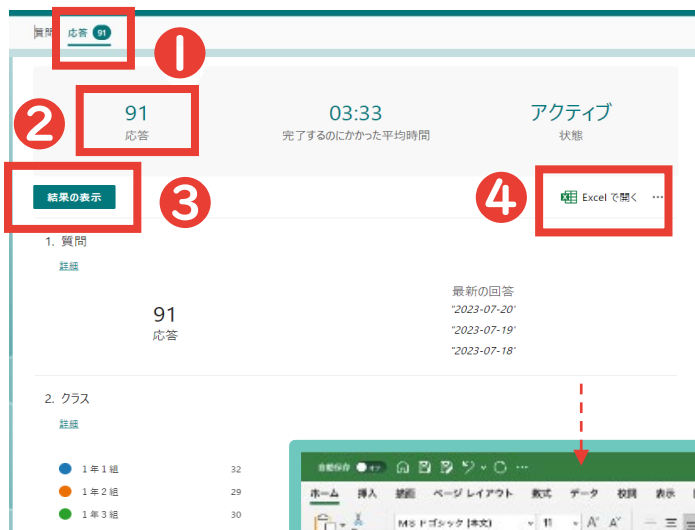 質問 応答 91
1
2 91 03:33 アクティブ
応答 完了するのにかかった平均時間 状態
結果の表示 3 4 Excel で開く ...
1. 質問
詳細
91
応答
最新の回答
"2023-07-20"
"2023-07-19"
"2023-07-18"
2. クラス
詳細
1年1組 32
1年2組 29
1年3組 30
自動保存 オフ
ホーム 挿入 描画 ページ レイアウト 数式 データ 校閲 表示
MS Pゴシック (本文) 11 A^ A˅